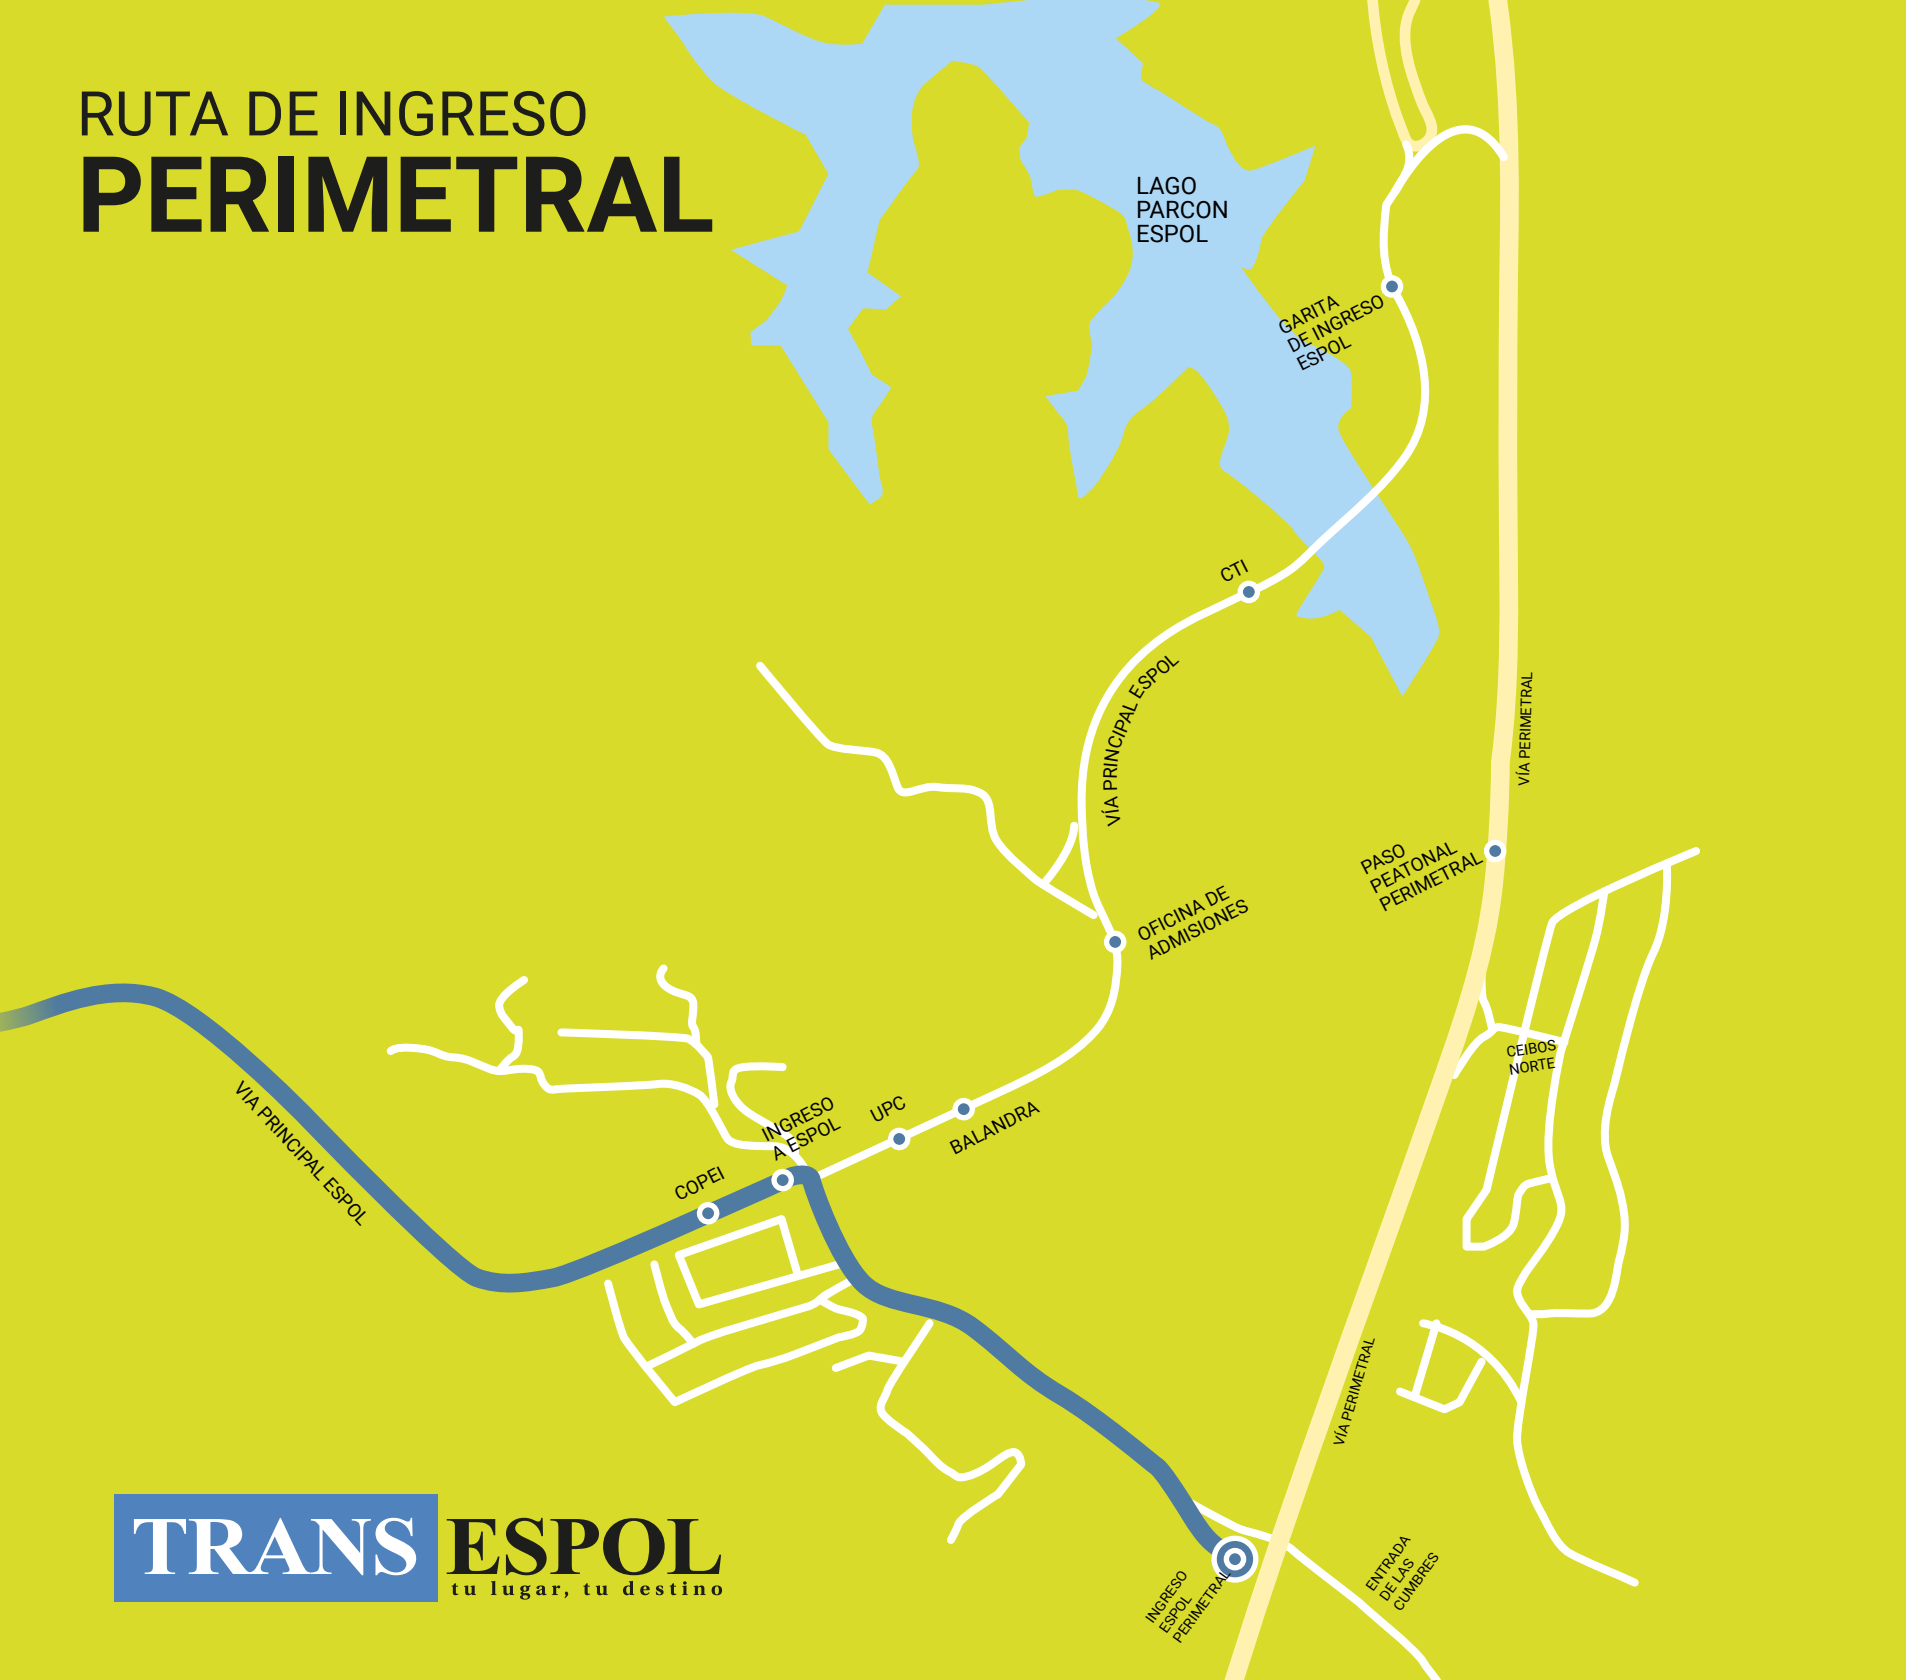 RUTA DE INGRESO
PERIMETRAL
LAGO
PARCON
ESPOL
GARITA
DE INGRESO
ESPOL
CTI
VÍA PRINCIPAL ESPOL
VÍA PERIMETRAL
PASO
PEATONAL
PERIMETRAL
OFICINA DE
ADMISIONES
CEIBOS
NORTE
VIA PRINCIPAL ESPOL
INGRESO
A ESPOL
UPC
BALANDRA
COPEI
VÍA PERIMETRAL
TRANS ESPOL
tu lugar, tu destino
INGRESO
ESPOL
PERIMETRAL
ENTRADA
DE LAS
CUMBRES